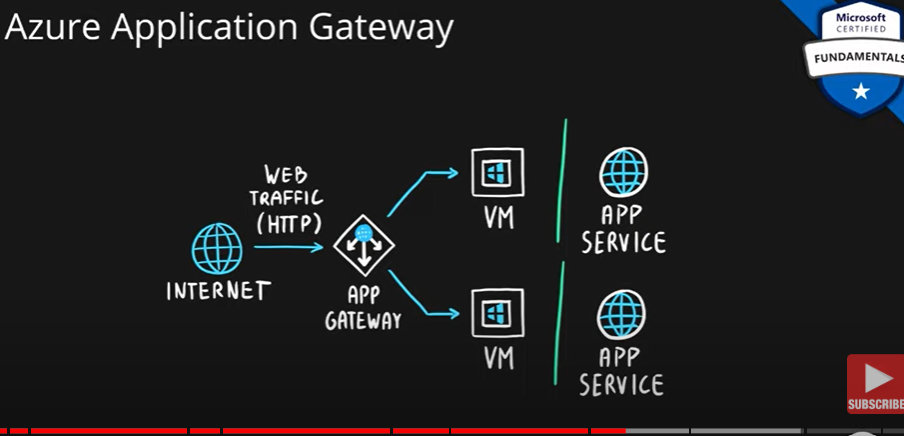 Azure Application Gateway
Microsoft
CERTIFIED
FUNDAMENTALS
WEB
TRAFFIC
(HTTP)
INTERNET
APP
GATEWAY
VM
APP
SERVICE
VM
APP
SERVICE
SUBSCRIBE